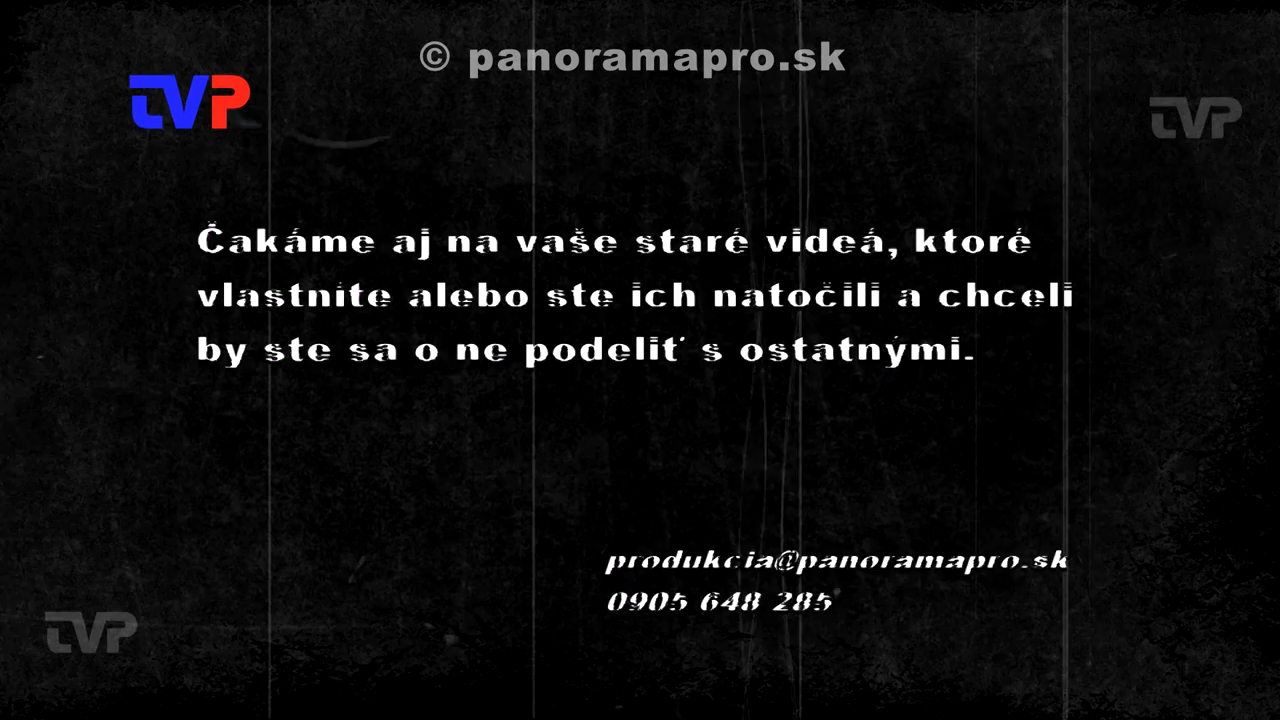 © panoramapro.sk
TVP
TVP
Čakáme aj na vaše staré videá, ktoré
vlastníte alebo ste ich natočili a chceli
by ste sa o ne podeliť s ostatnými.
produkcia@panoramapro.sk
0905 648 285
TVP